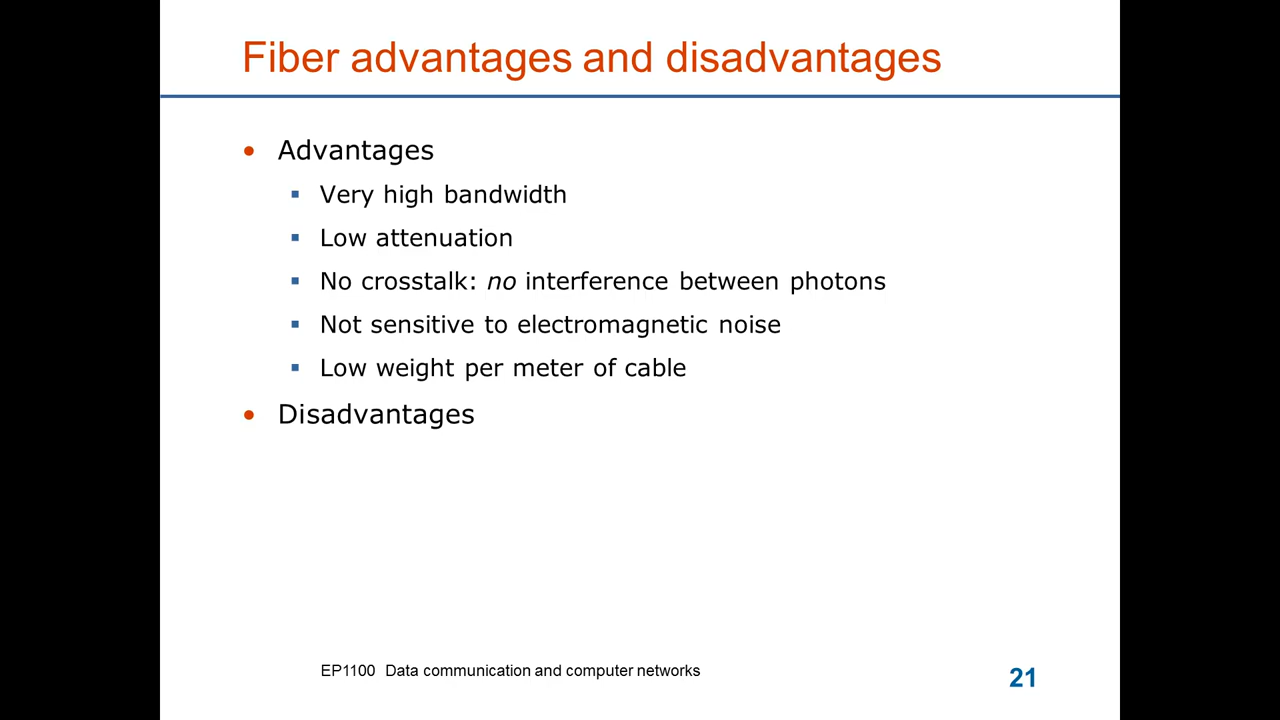 Fiber advantages and disadvantages
• Advantages
▪ Very high bandwidth
▪ Low attenuation
▪ No crosstalk: no interference between photons
▪ Not sensitive to electromagnetic noise
▪ Low weight per meter of cable
• Disadvantages
EP1100 Data communication and computer networks
21